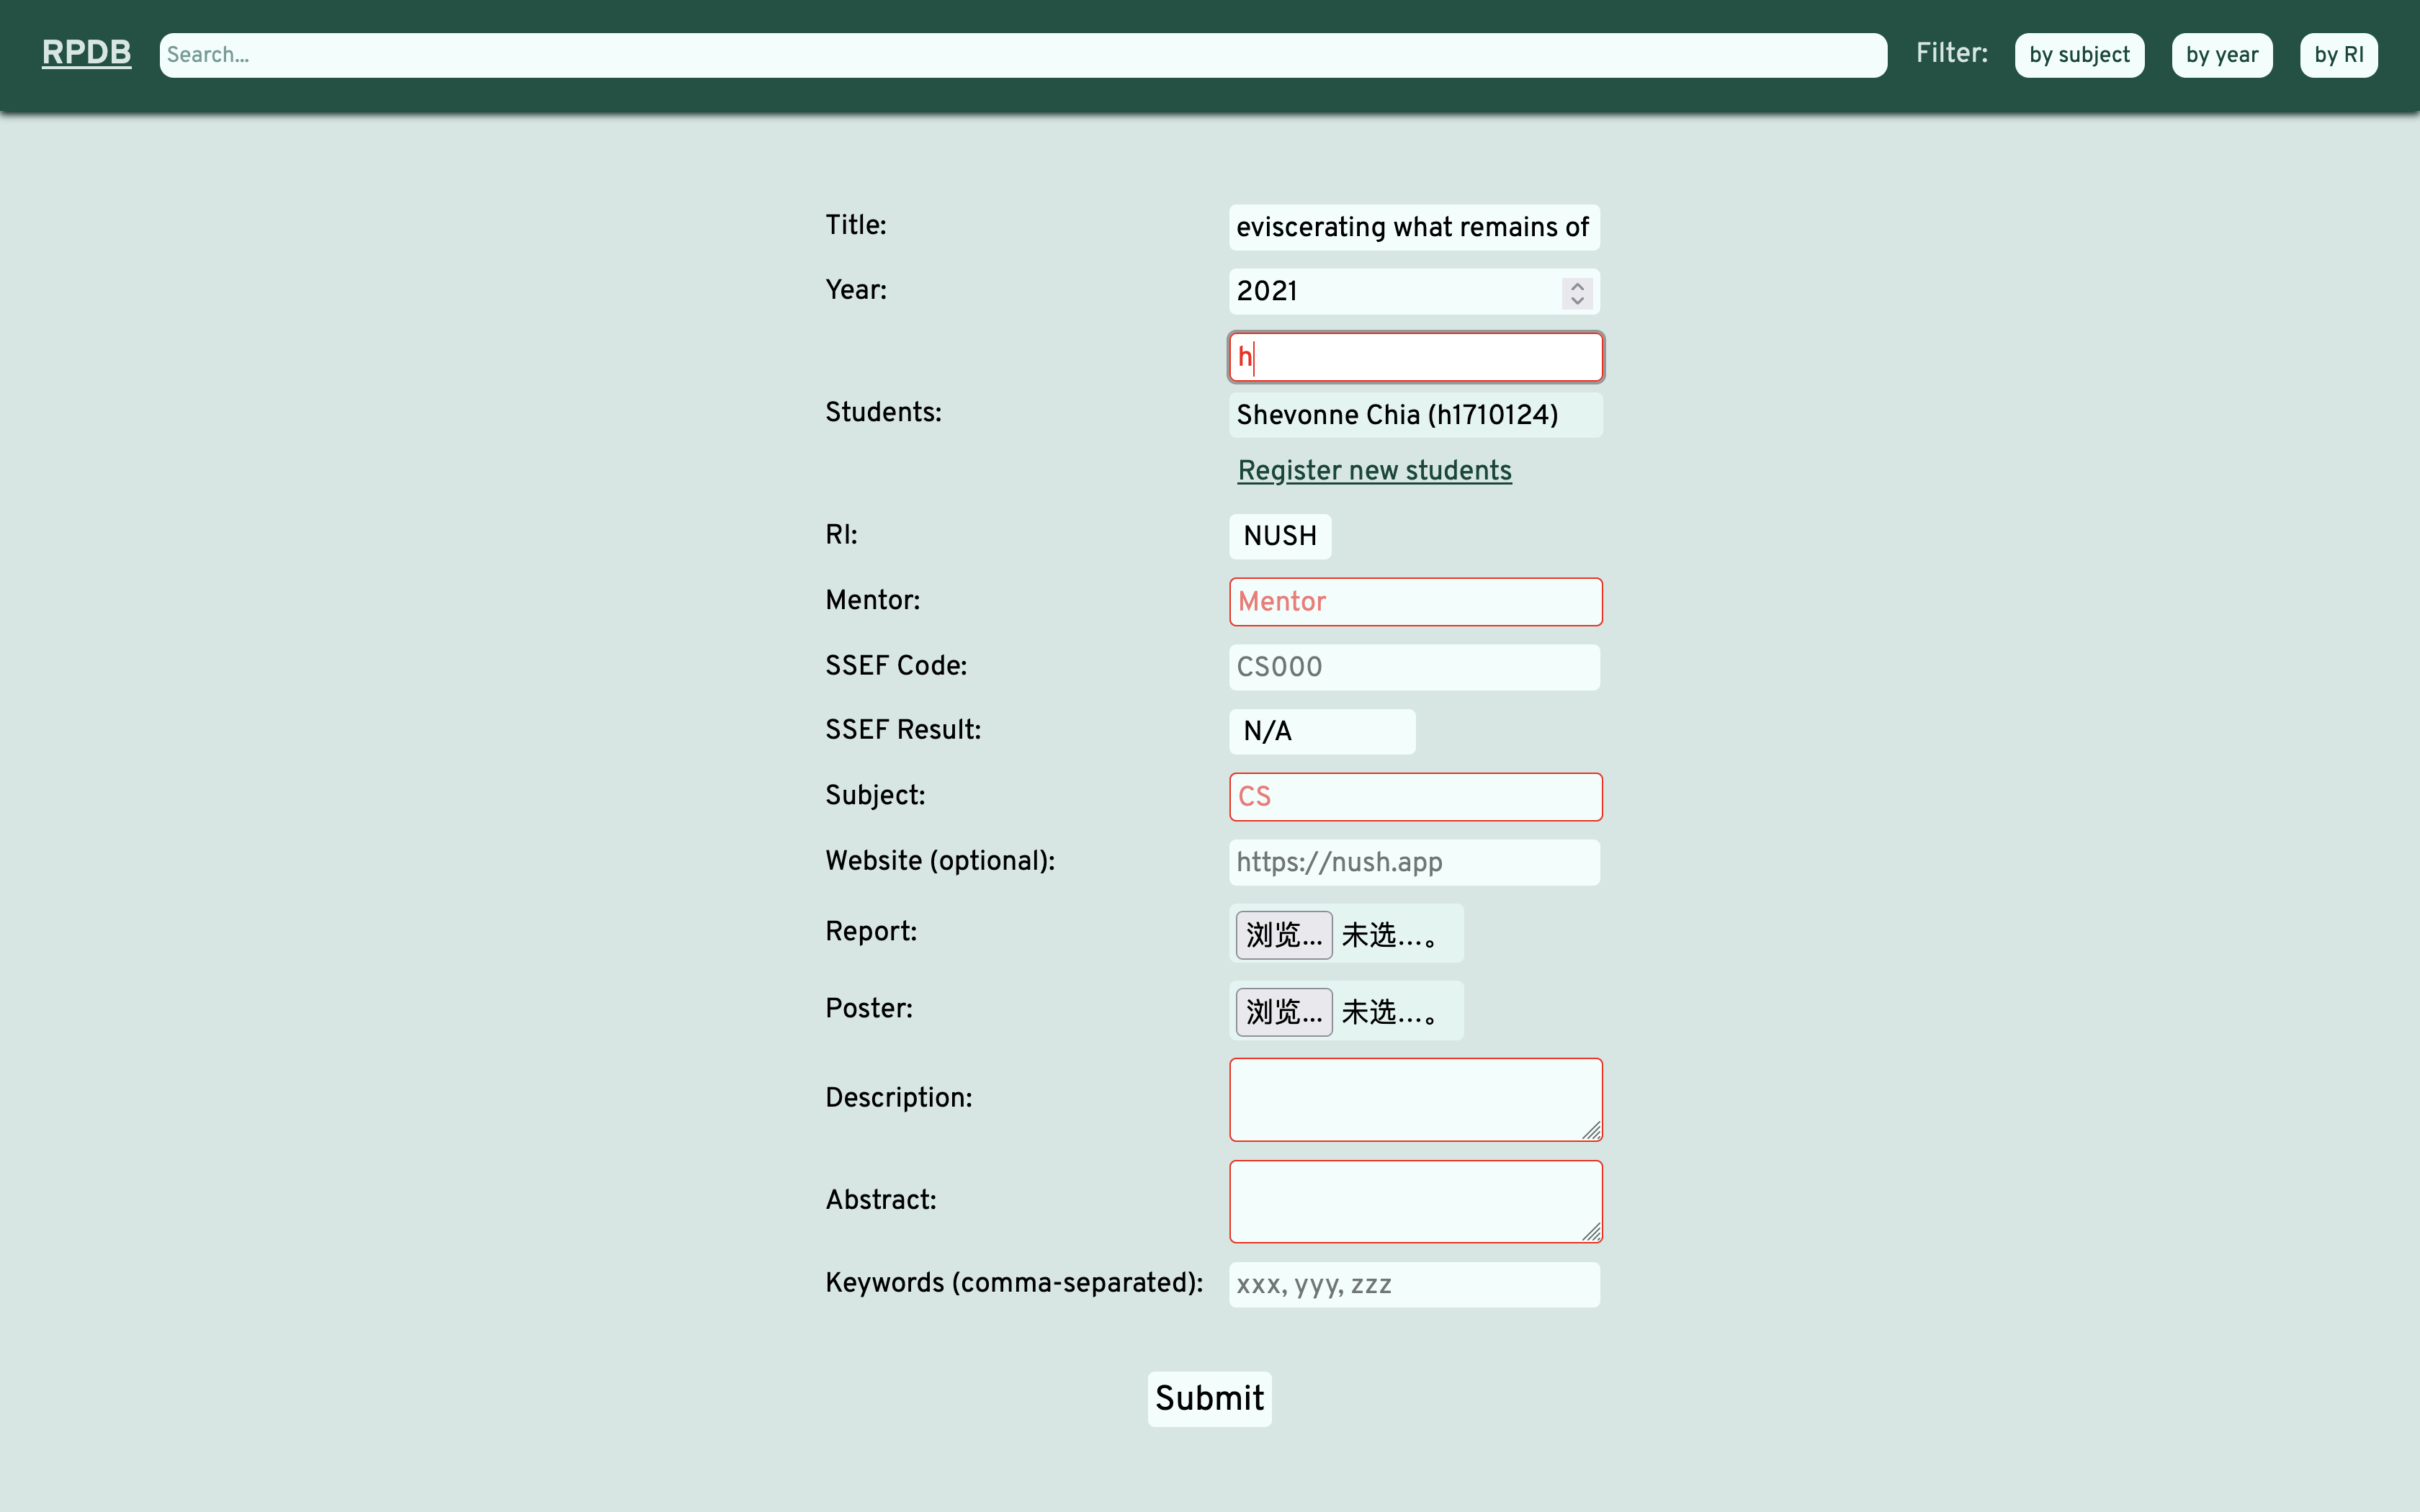 RPDB Search... Filter: by subject by year by RI
Title: eviscerating what remains of
Year: 2021
h
Students: Shevonne Chia (h1710124)
Register new students
RI: NUSH
Mentor: Mentor
SSEF Code: CS000
SSEF Result: N/A
Subject: CS
Website (optional): https://nush.app
Report: 浏览... 未选...。
Poster: 浏览... 未选...。
Description:
Abstract:
Keywords (comma-separated): xxx, yyy, zzz
Submit